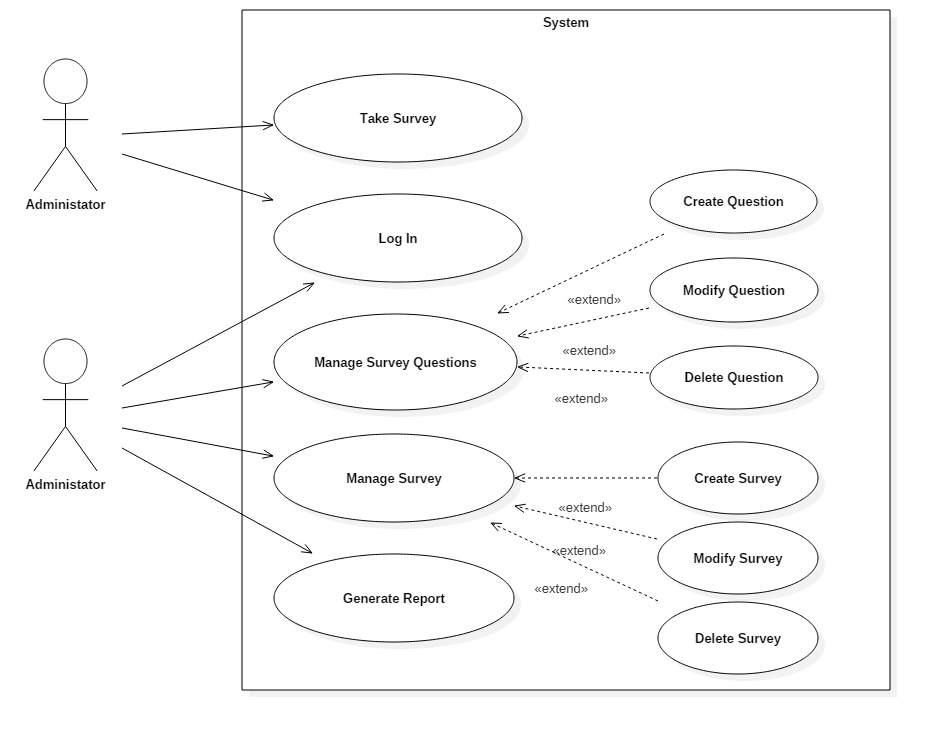 System
Take Survey
Administator
Create Question
Log In
Modify Question
«extend»
«extend»
Manage Survey Questions
Delete Question
«extend»
Administator
Manage Survey
Create Survey
«extend»
«extend»
Modify Survey
«extend»
Generate Report
Delete Survey